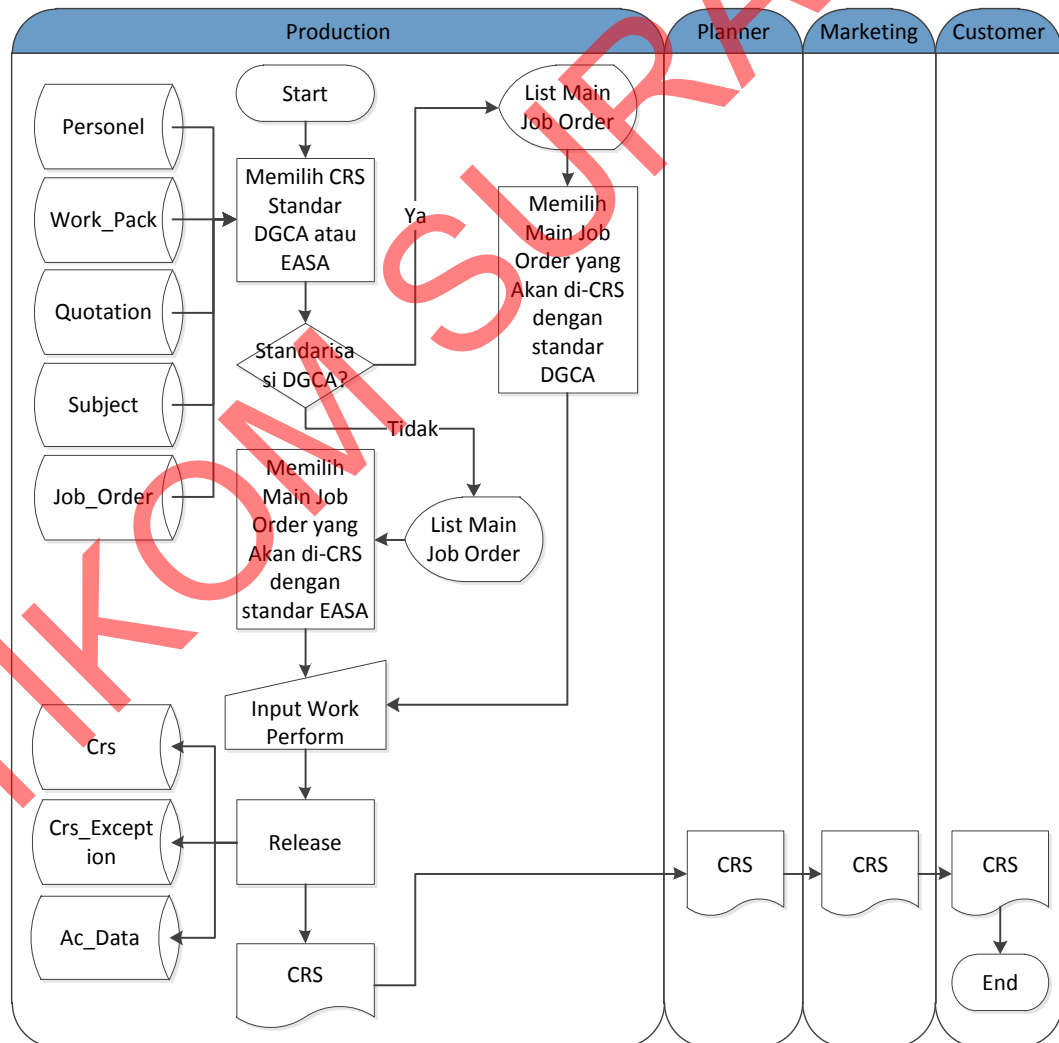 Production
Planner
Marketing
Customer
Start
List Main
Job Order
Personel
Memilih CRS
Standar
DGCA atau
EASA
Work_Pack
Ya
Memilih
Main Job
Order yang
Akan di-CRS
dengan
standar
DGCA
Quotation
Standarisa
si DGCA?
Subject
Tidak
Memilih
Main Job
Order yang
Akan di-CRS
dengan
standar EASA
Job_Order
List Main
Job Order
Input Work
Perform
Crs
Crs_Except
ion
Release
CRS
CRS
CRS
Ac_Data
CRS
End
IKOM SURA